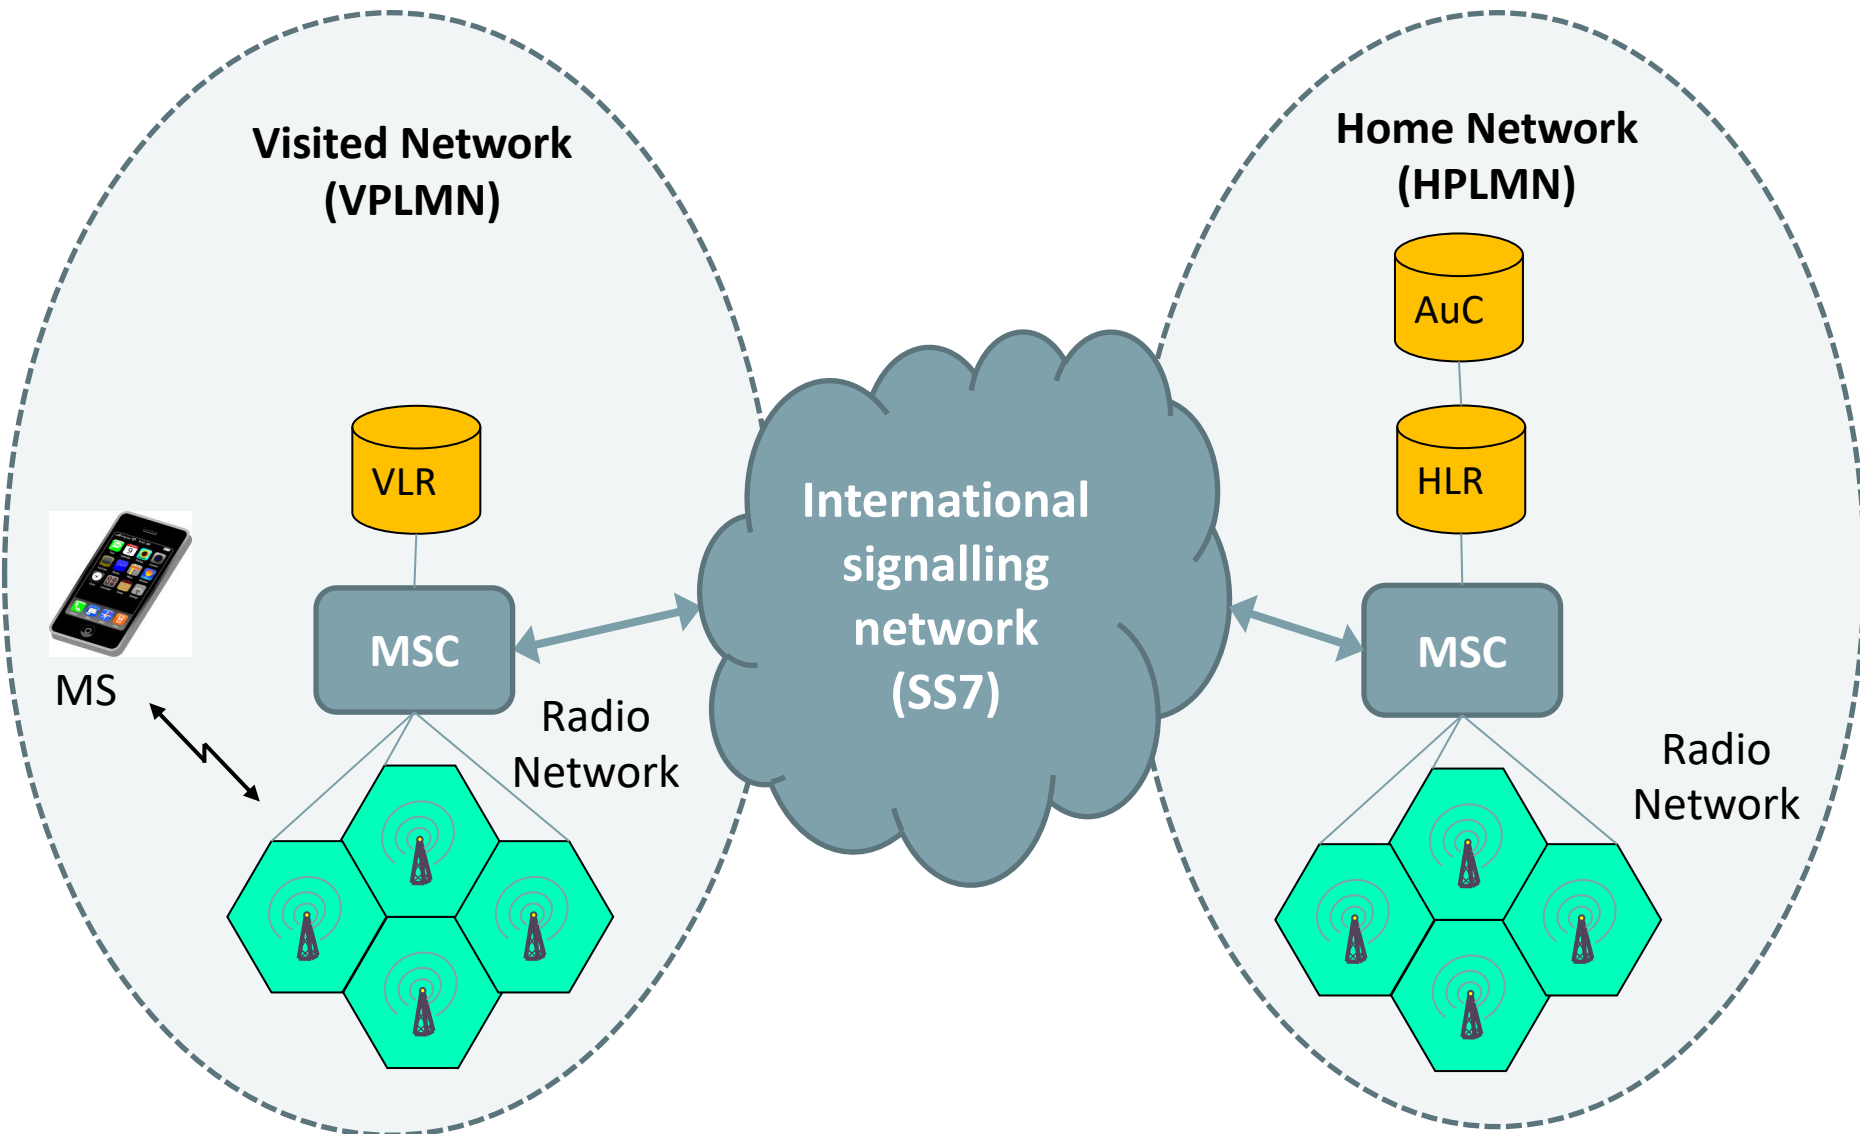 Visited Network
(VPLMN)
Home Network
(HPLMN)
AuC
VLR
HLR
International
signalling
network
(SS7)
MS
MSC
MSC
Radio
Network
Radio
Network